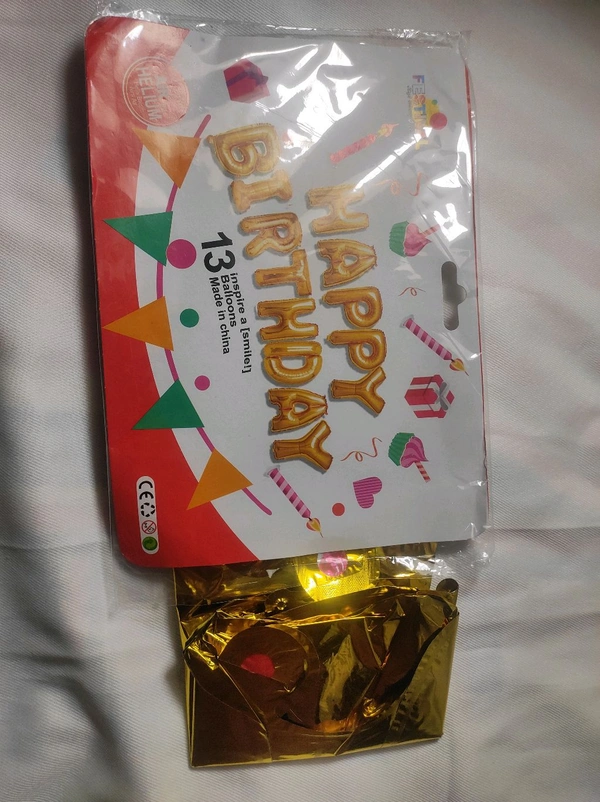 HELIUM
HAPPY
BIRTHDAY
13
inspire a [smile!]
Balloons
Made in china
CE